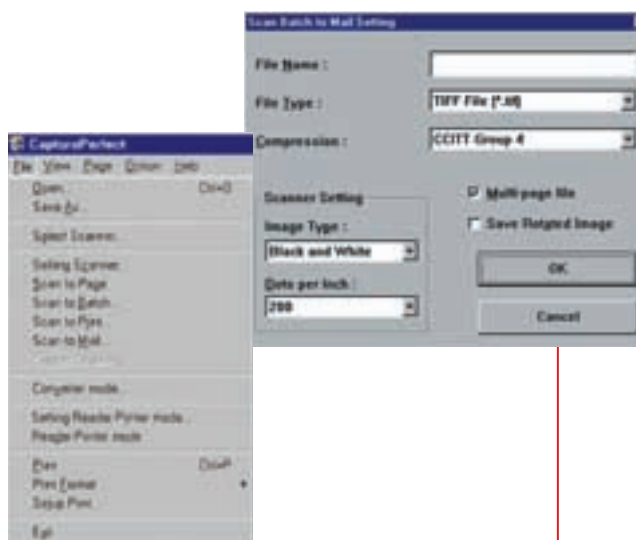 Scan Batch to Mail Setting
File Name :
File Type :
TIFF File (*.tif)
Compression :
CCITT Group 4
Scanner Setting
Image Type :
Black and White
Dots per Inch :
200
Multi-page file
Save Rotated Image
OK
Cancel
CapturePerfect
File View Page Option Help
Open... Ctrl+O
Save As...
Select Scanner...
Setting Scanner...
Scan to Page
Scan to Batch...
Scan to Print
Scan to Mail...
Converter mode...
Setting Reader Printer mode...
Reader Printer mode
Print Ctrl+P
Print Format
Setup Print
Exit